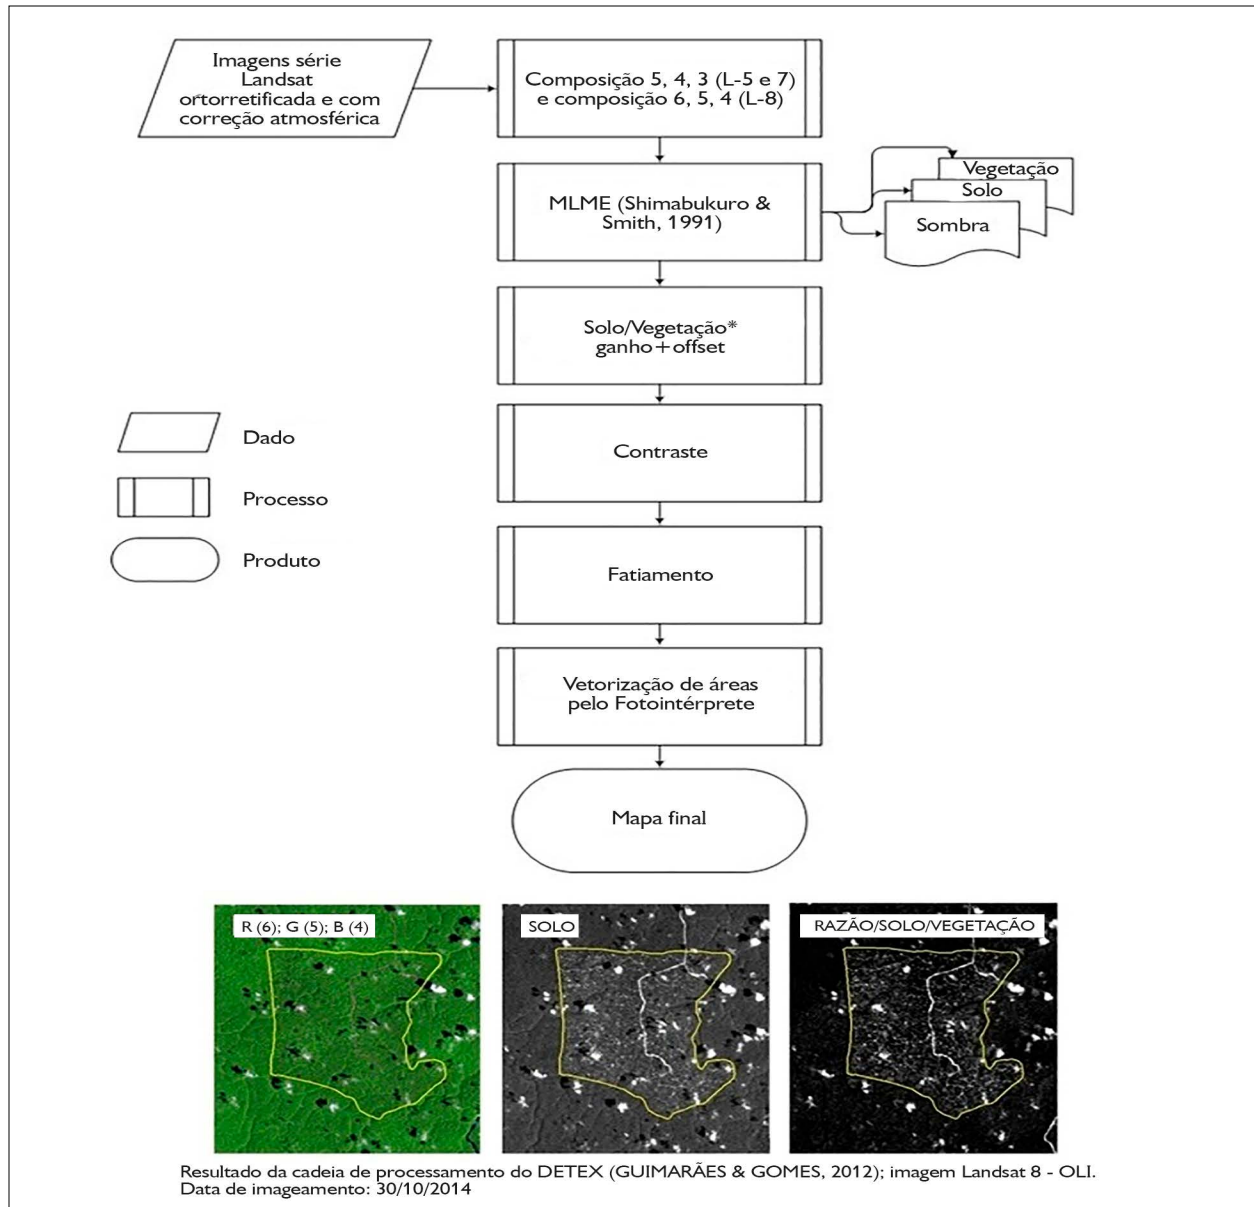 Imagens série
Landsat
ortorretificada e com
correção atmosférica
Composição 5, 4, 3 (L-5 e 7)
e composição 6, 5, 4 (L-8)
MLME (Shimabukuro &
Smith, 1991)
Vegetação
Solo
Sombra
Solo/Vegetação*
ganho+offset
Contraste
Fatiamento
Vetorização de áreas
pelo Fotointérprete
Mapa final
Dado
Processo
Produto
R (6); G (5); B (4)
SOLO
RAZÃO/SOLO/VEGETAÇÃO
Resultado da cadeia de processamento do DETEX (GUIMARÃES & GOMES, 2012); imagem Landsat 8 - OLI.
Data de imageamento: 30/10/2014